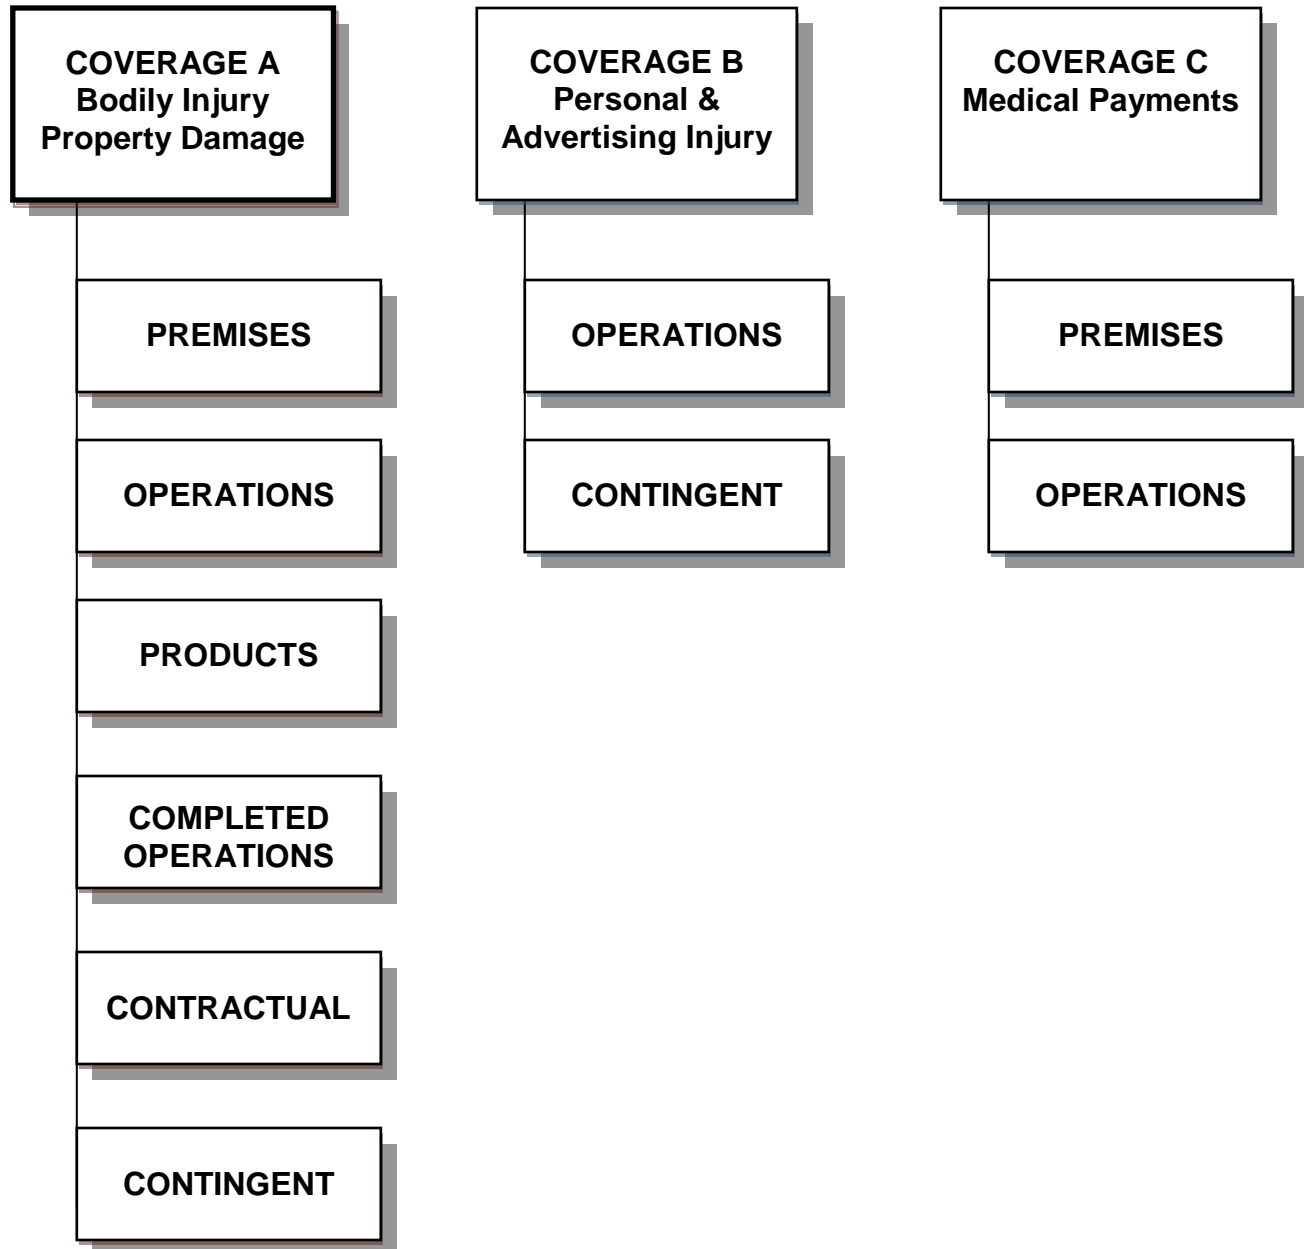 COVERAGE A
Bodily Injury
Property Damage
PREMISES
OPERATIONS
PRODUCTS
COMPLETED
OPERATIONS
CONTRACTUAL
CONTINGENT
COVERAGE B
Personal &
Advertising Injury
OPERATIONS
CONTINGENT
COVERAGE C
Medical Payments
PREMISES
OPERATIONS